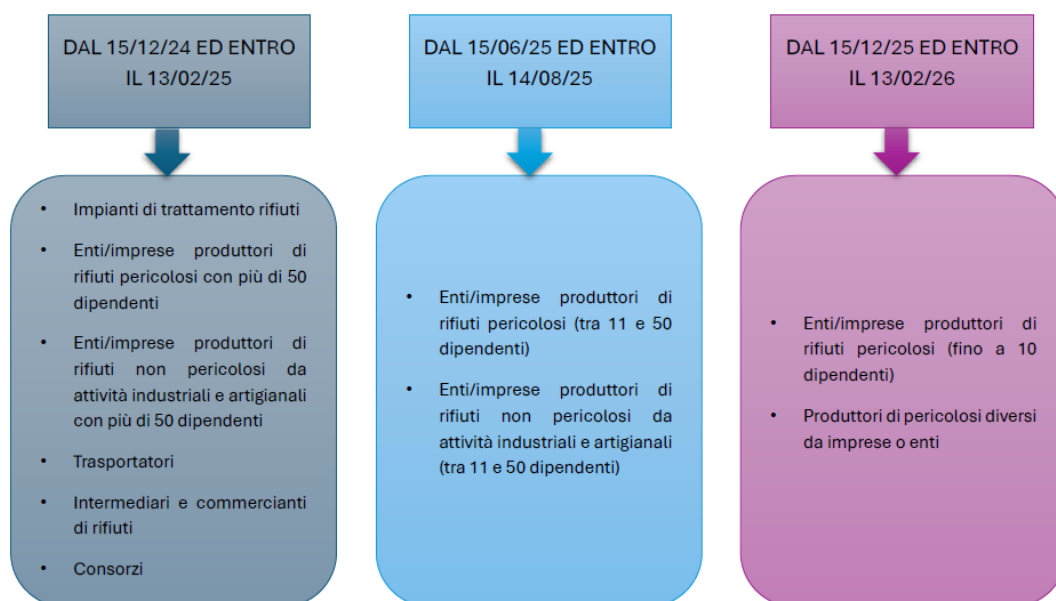 DAL 15/12/24 ED ENTRO
IL 13/02/25
• Impianti di trattamento rifiuti
• Enti/imprese produttori di
rifiuti pericolosi con più di 50
dipendenti
• Enti/imprese produttori di
rifiuti non pericolosi da
attività industriali e artigianali
con più di 50 dipendenti
• Trasportatori
• Intermediari e commercianti
di rifiuti
• Consorzi
DAL 15/06/25 ED ENTRO
IL 14/08/25
• Enti/imprese produttori di
rifiuti pericolosi (tra 11 e 50
dipendenti)
• Enti/imprese produttori di
rifiuti non pericolosi da
attività industriali e artigianali
(tra 11 e 50 dipendenti)
DAL 15/12/25 ED ENTRO
IL 13/02/26
• Enti/imprese produttori di
rifiuti pericolosi (fino a 10
dipendenti)
• Produttori di pericolosi diversi
da imprese o enti